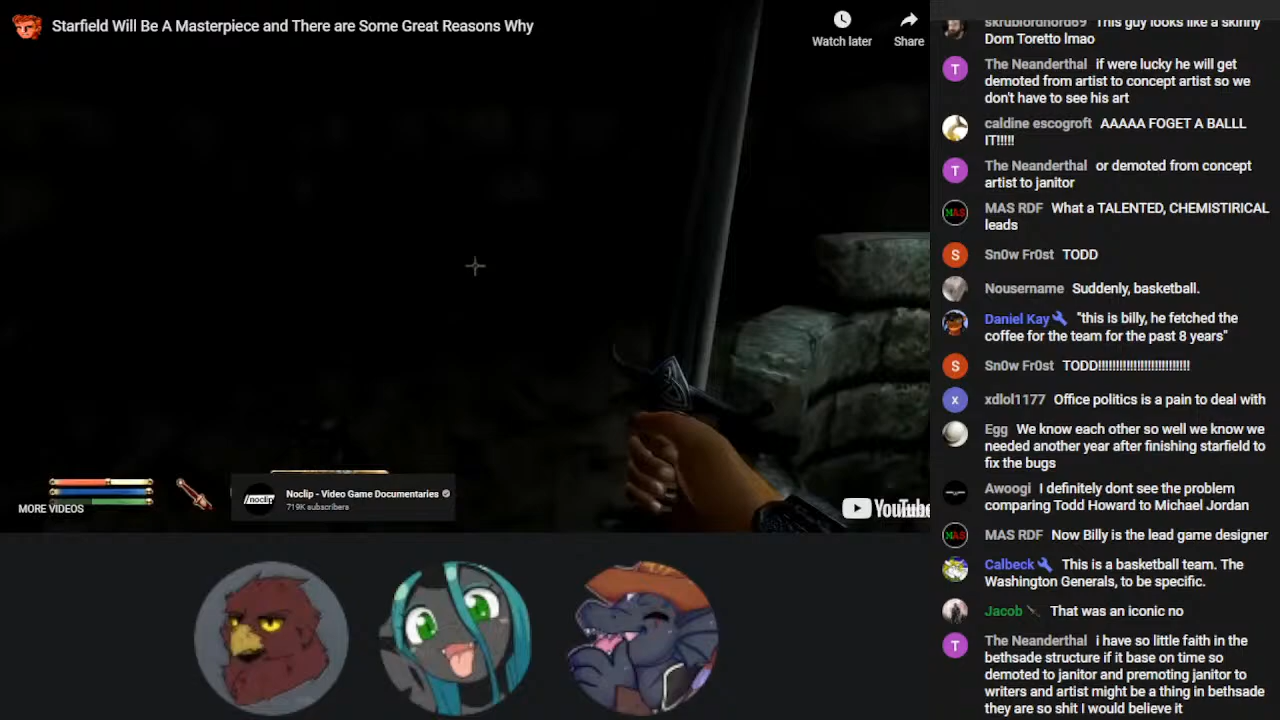 Starfield Will Be A Masterpiece and There are Some Great Reasons Why
Watch later
Share
MORE VIDEOS
/noclip
Noclip - Video Game Documentaries
719K subscribers
YouTube
skrublordnord69 This guy looks like a skinny
Dom Toretto lmao
T
The Neanderthal if were lucky he will get
demoted from artist to concept artist so we
don't have to see his art
caldine escogroft AAAAA FOGET A BALLL
IT!!!!!
T
The Neanderthal or demoted from concept
artist to janitor
MAS
MAS RDF What a TALENTED, CHEMISTIRICAL
leads
S
Sn0w Fr0st TODD
Nousername Suddenly, basketball.
Daniel Kay "this is billy, he fetched the
coffee for the team for the past 8 years"
S
Sn0w Fr0st TODD!!!!!!!!!!!!!!!!!!!!!!!!!!
x
xdlol1177 Office politics is a pain to deal with
Egg We know each other so well we know we
needed another year after finishing starfield to
fix the bugs
Awoogi I definitely dont see the problem
comparing Todd Howard to Michael Jordan
MAS
MAS RDF Now Billy is the lead game designer
Calbeck This is a basketball team. The
Washington Generals, to be specific.
Jacob That was an iconic no
T
The Neanderthal i have so little faith in the
bethsade structure if it base on time so
demoted to janitor and premoting janitor to
writers and artist might be a thing in bethsade
they are so shit I would believe it